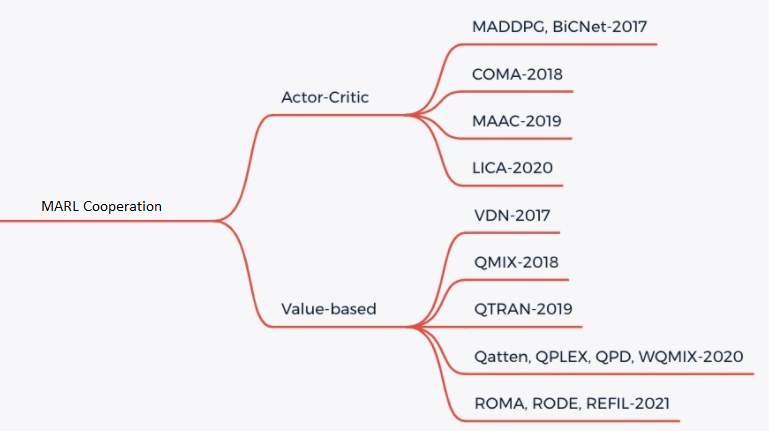 MADDPG, BiCNet-2017
Actor-Critic
COMA-2018
MAAC-2019
LICA-2020
MARL Cooperation
VDN-2017
QMIX-2018
Value-based
QTRAN-2019
Qatten, QPLEX, QPD, WQMIX-2020
ROMA, RODE, REFIL-2021